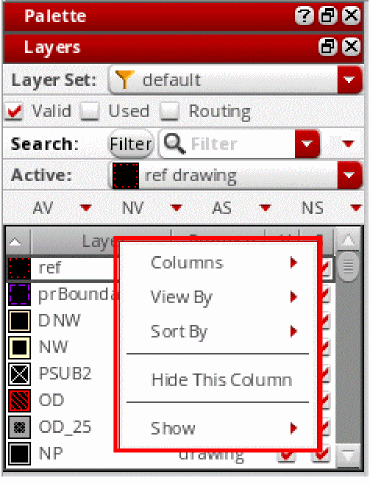 Palette
Layers
Layer Set: default
Valid Used Routing
Search: Filter Filter
Active: ref drawing
AV NV AS NS
ref
prBounda
DNW
NW
PSUB2
OD
OD_25
NP drawing
Columns
View By
Sort By
Hide This Column
Show